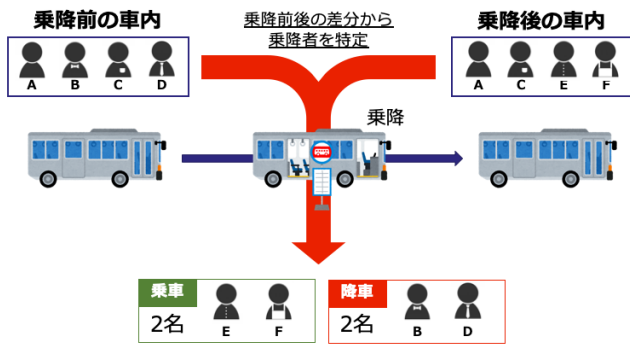 乗降前の車内
A B C D
乗降前後の差分から
乗降者を特定
乗降後の車内
A C E F
乗降
乗車
2名
E F
降車
2名
B D